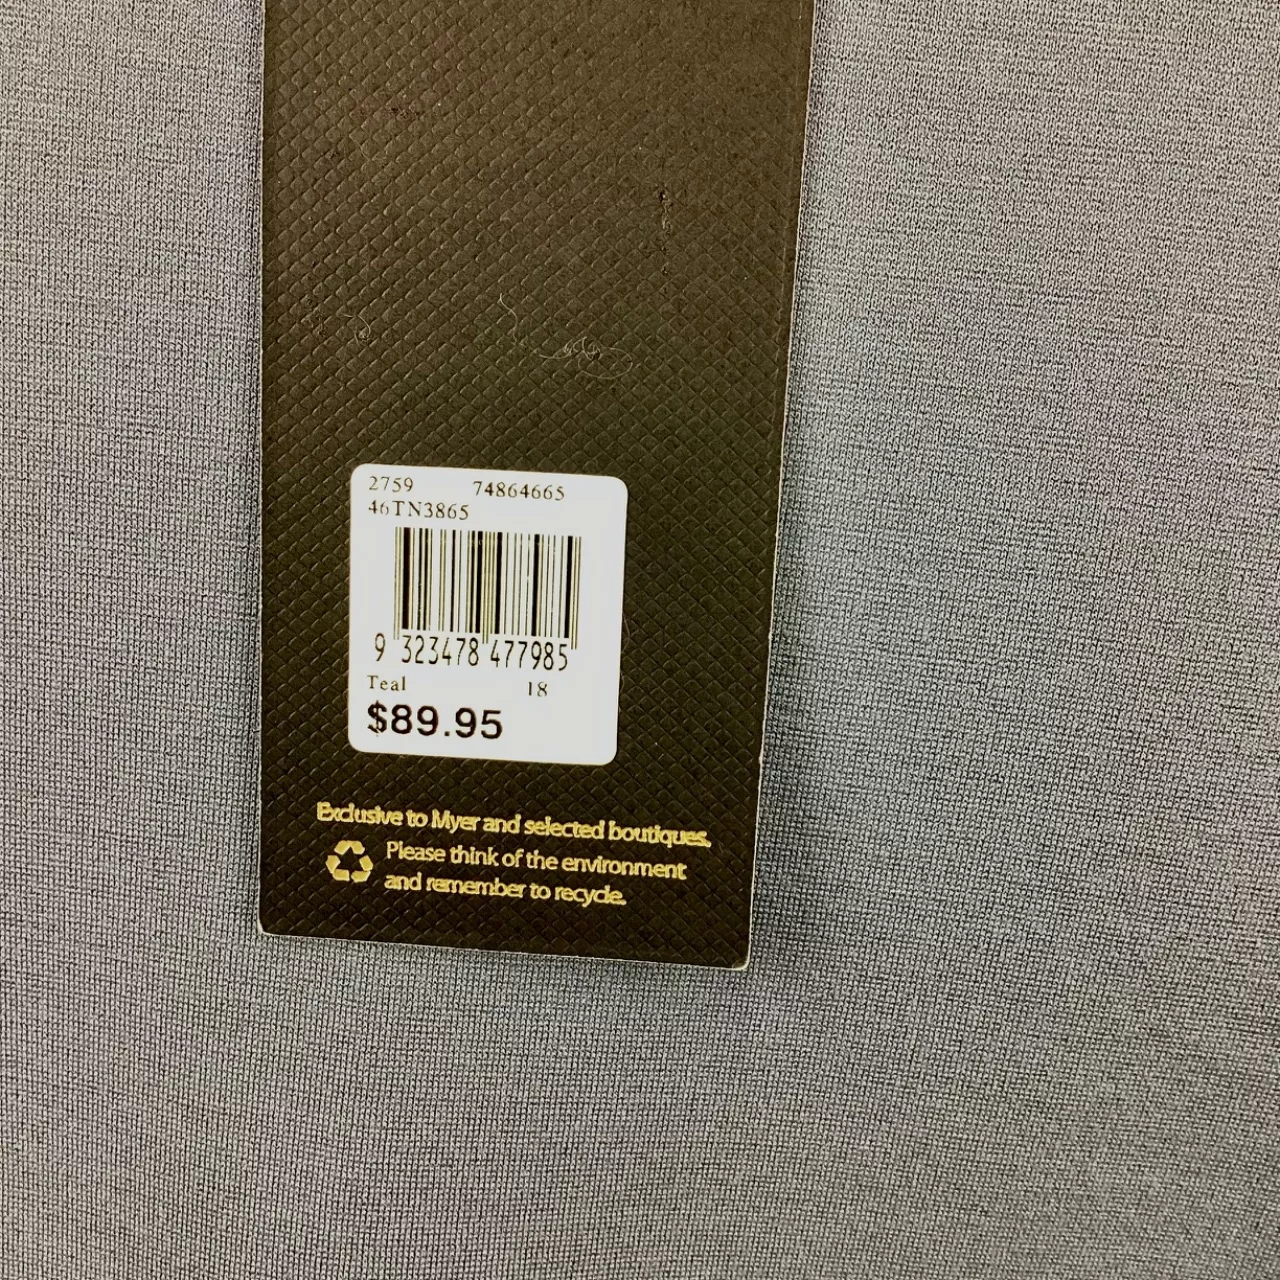 2759 74864665
46TN3865
9 323478 477985
Teal 18
$89.95
Exclusive to Myer and selected boutiques.
Please think of the environment
and remember to recycle.